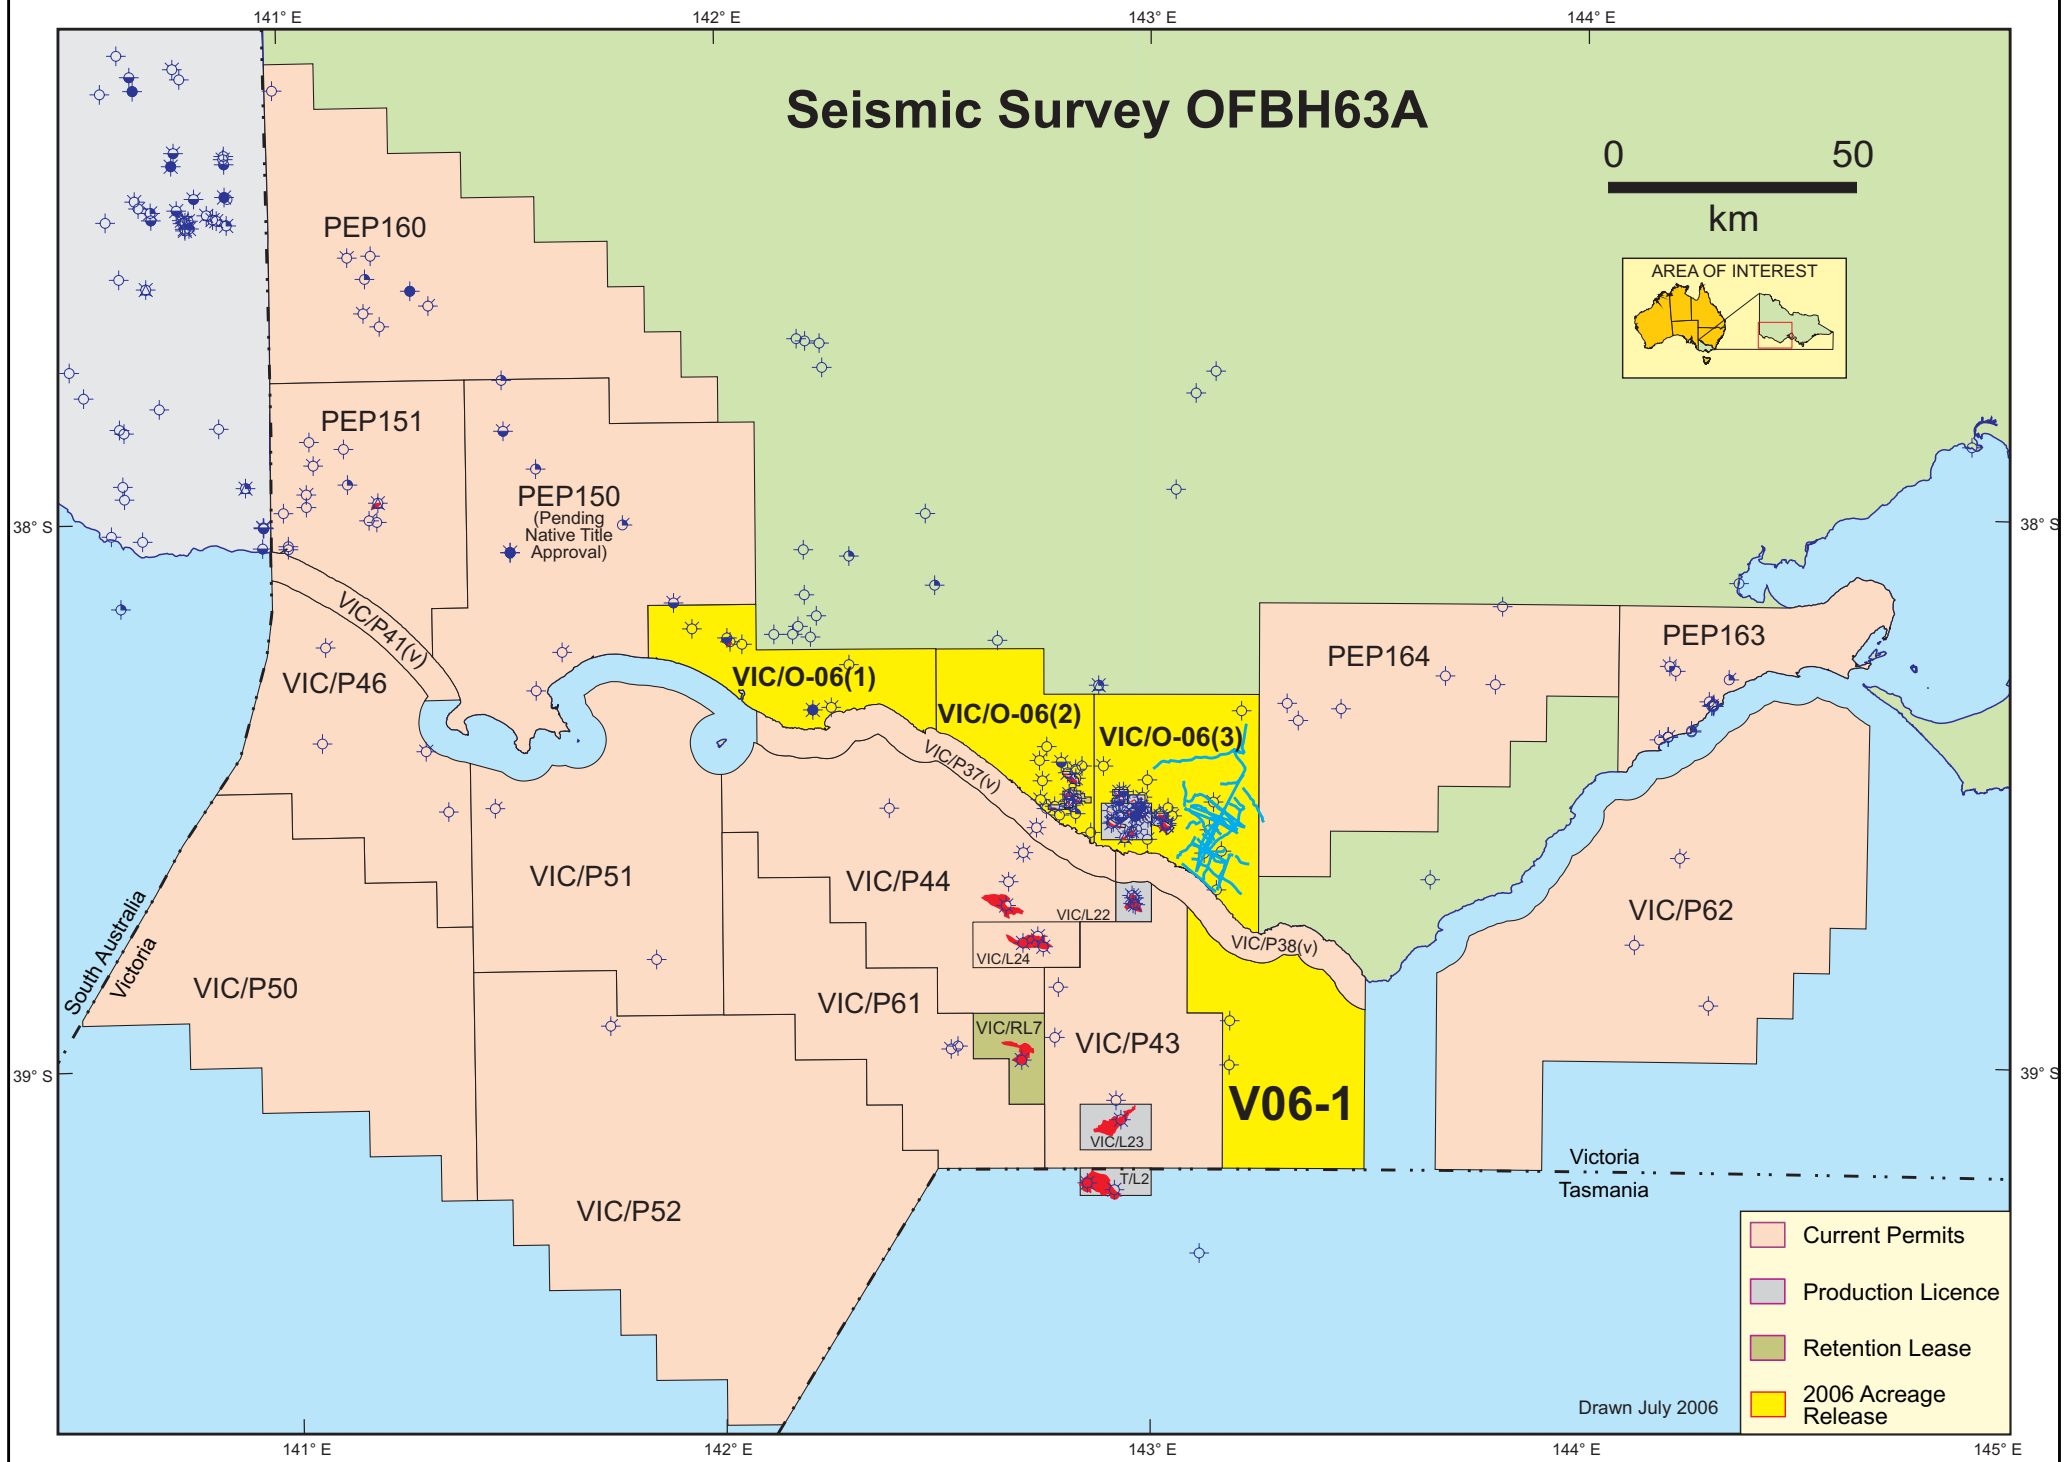 141° E
142° E
143° E
144° E
Seismic Survey OFBH63A
0
50
km
AREA OF INTEREST
PEP160
PEP151
PEP150
(Pending
Native Title
Approval)
38° S
38° S
VIC/P41(v)
VIC/P46
VIC/O-06(1)
VIC/O-06(2)
VIC/O-06(3)
PEP164
PEP163
VIC/P37(v)
VIC/P51
VIC/P44
VIC/L22
VIC/P62
VIC/P38(v)
VIC/L24
South Australia
Victoria
VIC/P50
VIC/P61
VIC/RL7
VIC/P43
39° S
39° S
V06-1
VIC/L23
T/L2
Victoria
Tasmania
VIC/P52
Current Permits
Production Licence
Retention Lease
2006 Acreage
Release
Drawn July 2006
141° E
142° E
143° E
144° E
145° E